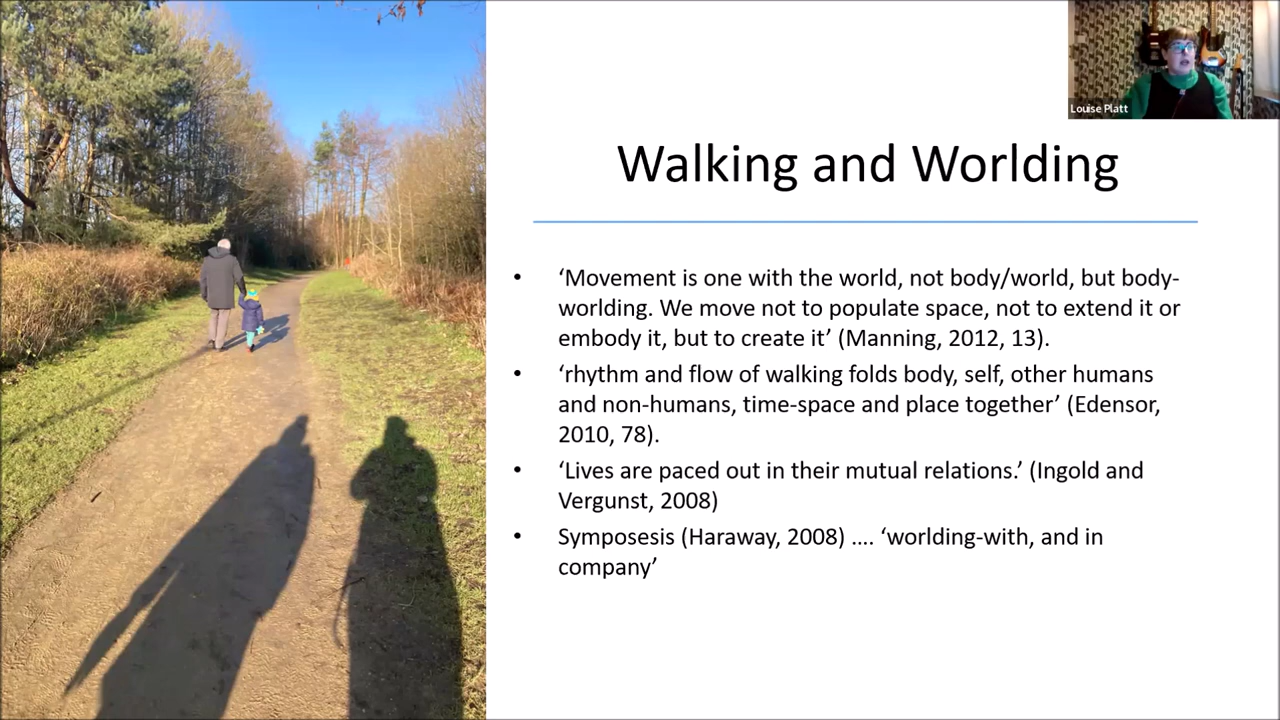 Louise Platt
Walking and Worlding
• ‘Movement is one with the world, not body/world, but body-
worlding. We move not to populate space, not to extend it or
embody it, but to create it’ (Manning, 2012, 13).
• ‘rhythm and flow of walking folds body, self, other humans
and non-humans, time-space and place together’ (Edensor,
2010, 78).
• ‘Lives are paced out in their mutual relations.’ (Ingold and
Vergunst, 2008)
• Symposesis (Haraway, 2008) …. ‘worlding-with, and in
company’